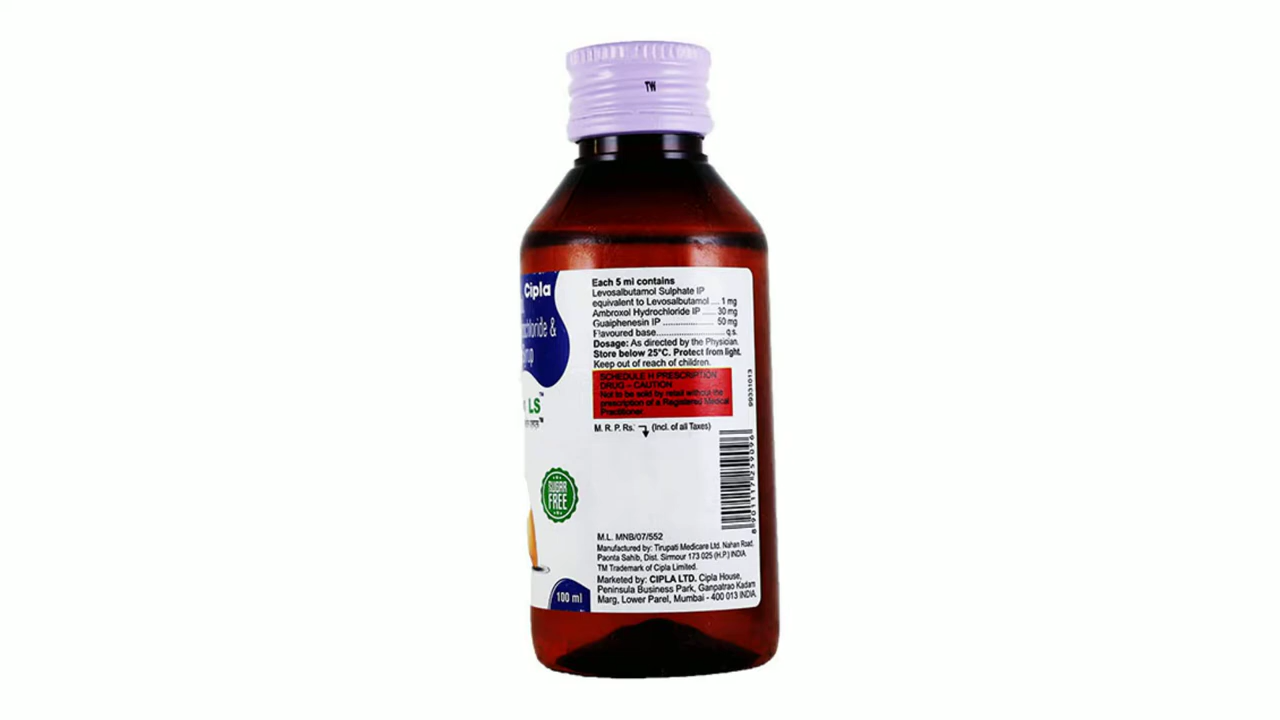 TW
Cipla
Each 5 ml contains
Levosalbutamol Sulphate IP
equivalent to Levosalbutamol .... 1 mg
Ambroxol Hydrochloride IP ..... 30 mg
Guaiphenesin IP .................. 50 mg
Flavoured base........................ q.s.
Dosage: As directed by the Physician.
Store below 25°C. Protect from light.
Keep out of reach of children.
SCHEDULE H PRESCRIPTION
DRUG - CAUTION
Not to be sold by retail without the
prescription of a Registered Medical
Practitioner
M. R. P. Rs. (Incl. of all Taxes)
99331013
LS
TM
SUGAR
FREE
M.L. MNB/07/552
Manufactured by: Tirupati Medicare Ltd. Nahan Road,
Paonta Sahib, Dist. Sirmour 173 025 (H.P.) INDIA.
TM Trademark of Cipla Limited.
Marketed by: CIPLA LTD. Cipla House,
Peninsula Business Park, Ganpatrao Kadam
Marg, Lower Parel, Mumbai - 400 013 INDIA.
100 ml